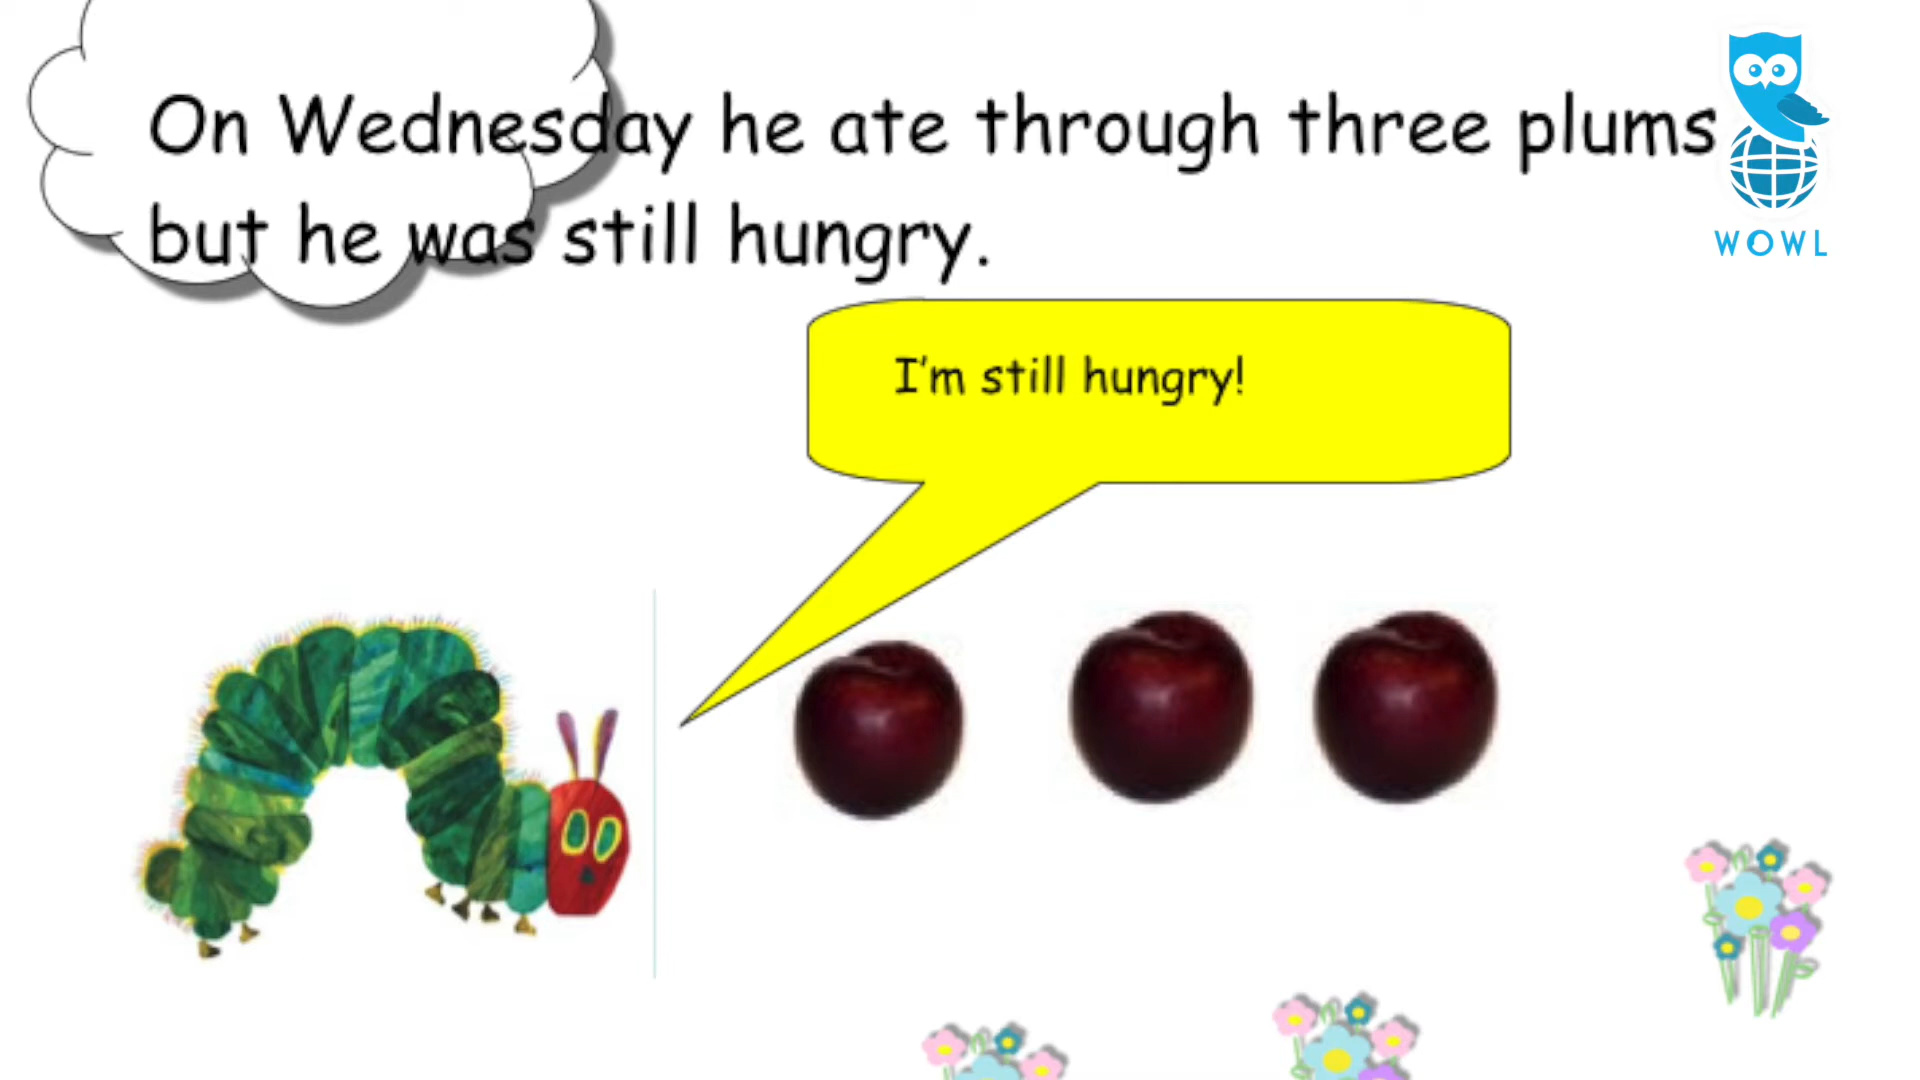 On Wednesday he ate through three plums
but he was still hungry.
WOWL
I'm still hungry!